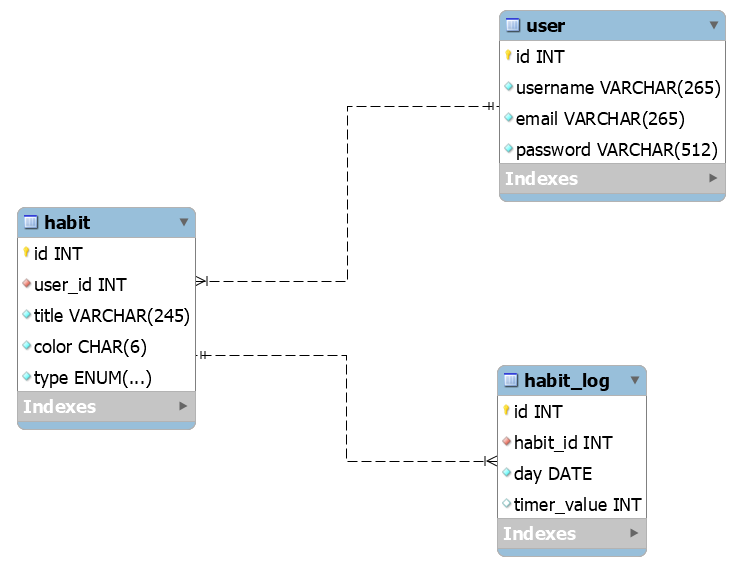 user
id INT
username VARCHAR(265)
email VARCHAR(265)
password VARCHAR(512)
Indexes
habit
id INT
user_id INT
title VARCHAR(245)
color CHAR(6)
type ENUM(...)
Indexes
habit_log
id INT
habit_id INT
day DATE
timer_value INT
Indexes